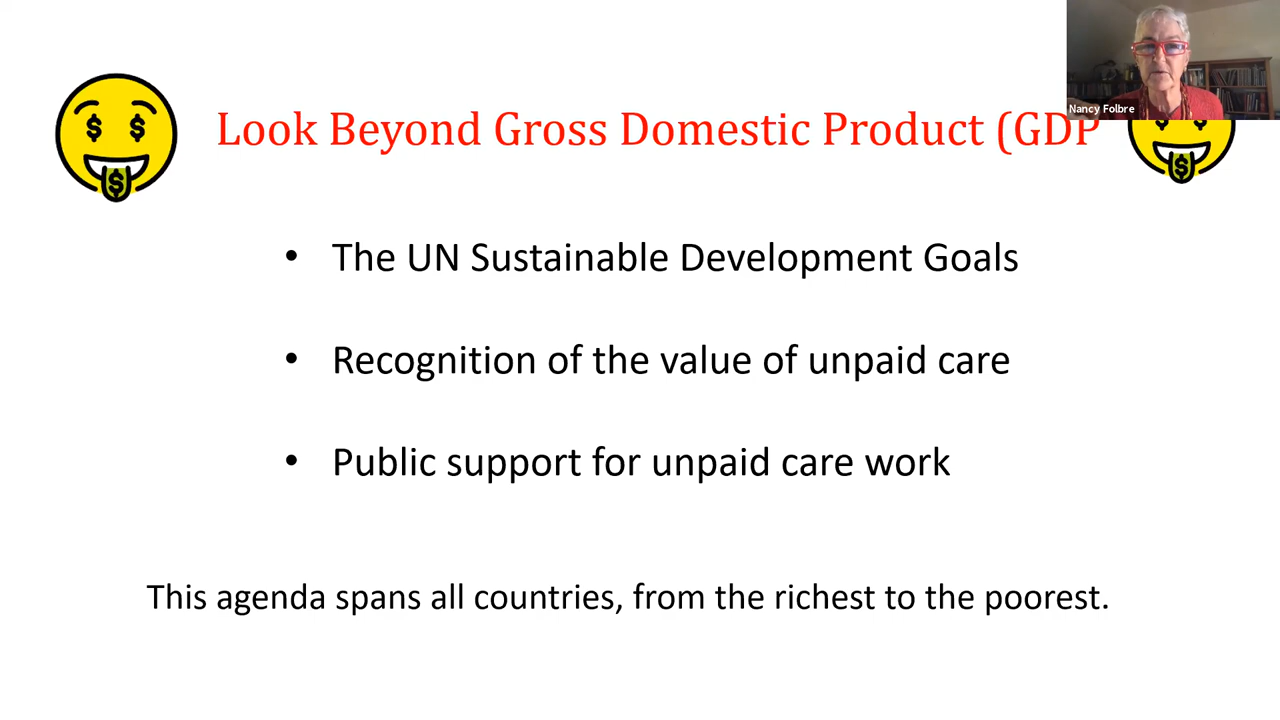 Nancy Folbre
Look Beyond Gross Domestic Product (GDP
• The UN Sustainable Development Goals
• Recognition of the value of unpaid care
• Public support for unpaid care work
This agenda spans all countries, from the richest to the poorest.